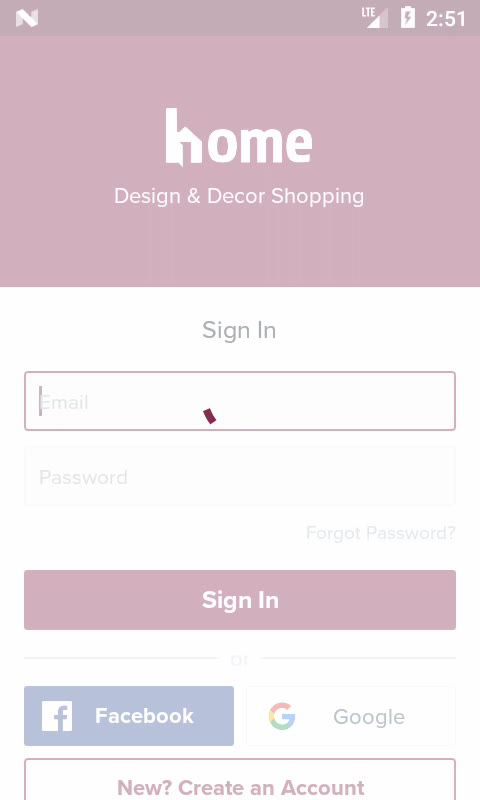 LTE 2:51
home
Design & Decor Shopping
Sign In
Email
Password
Forgot Password?
Sign In
or
Facebook
Google
New? Create an Account